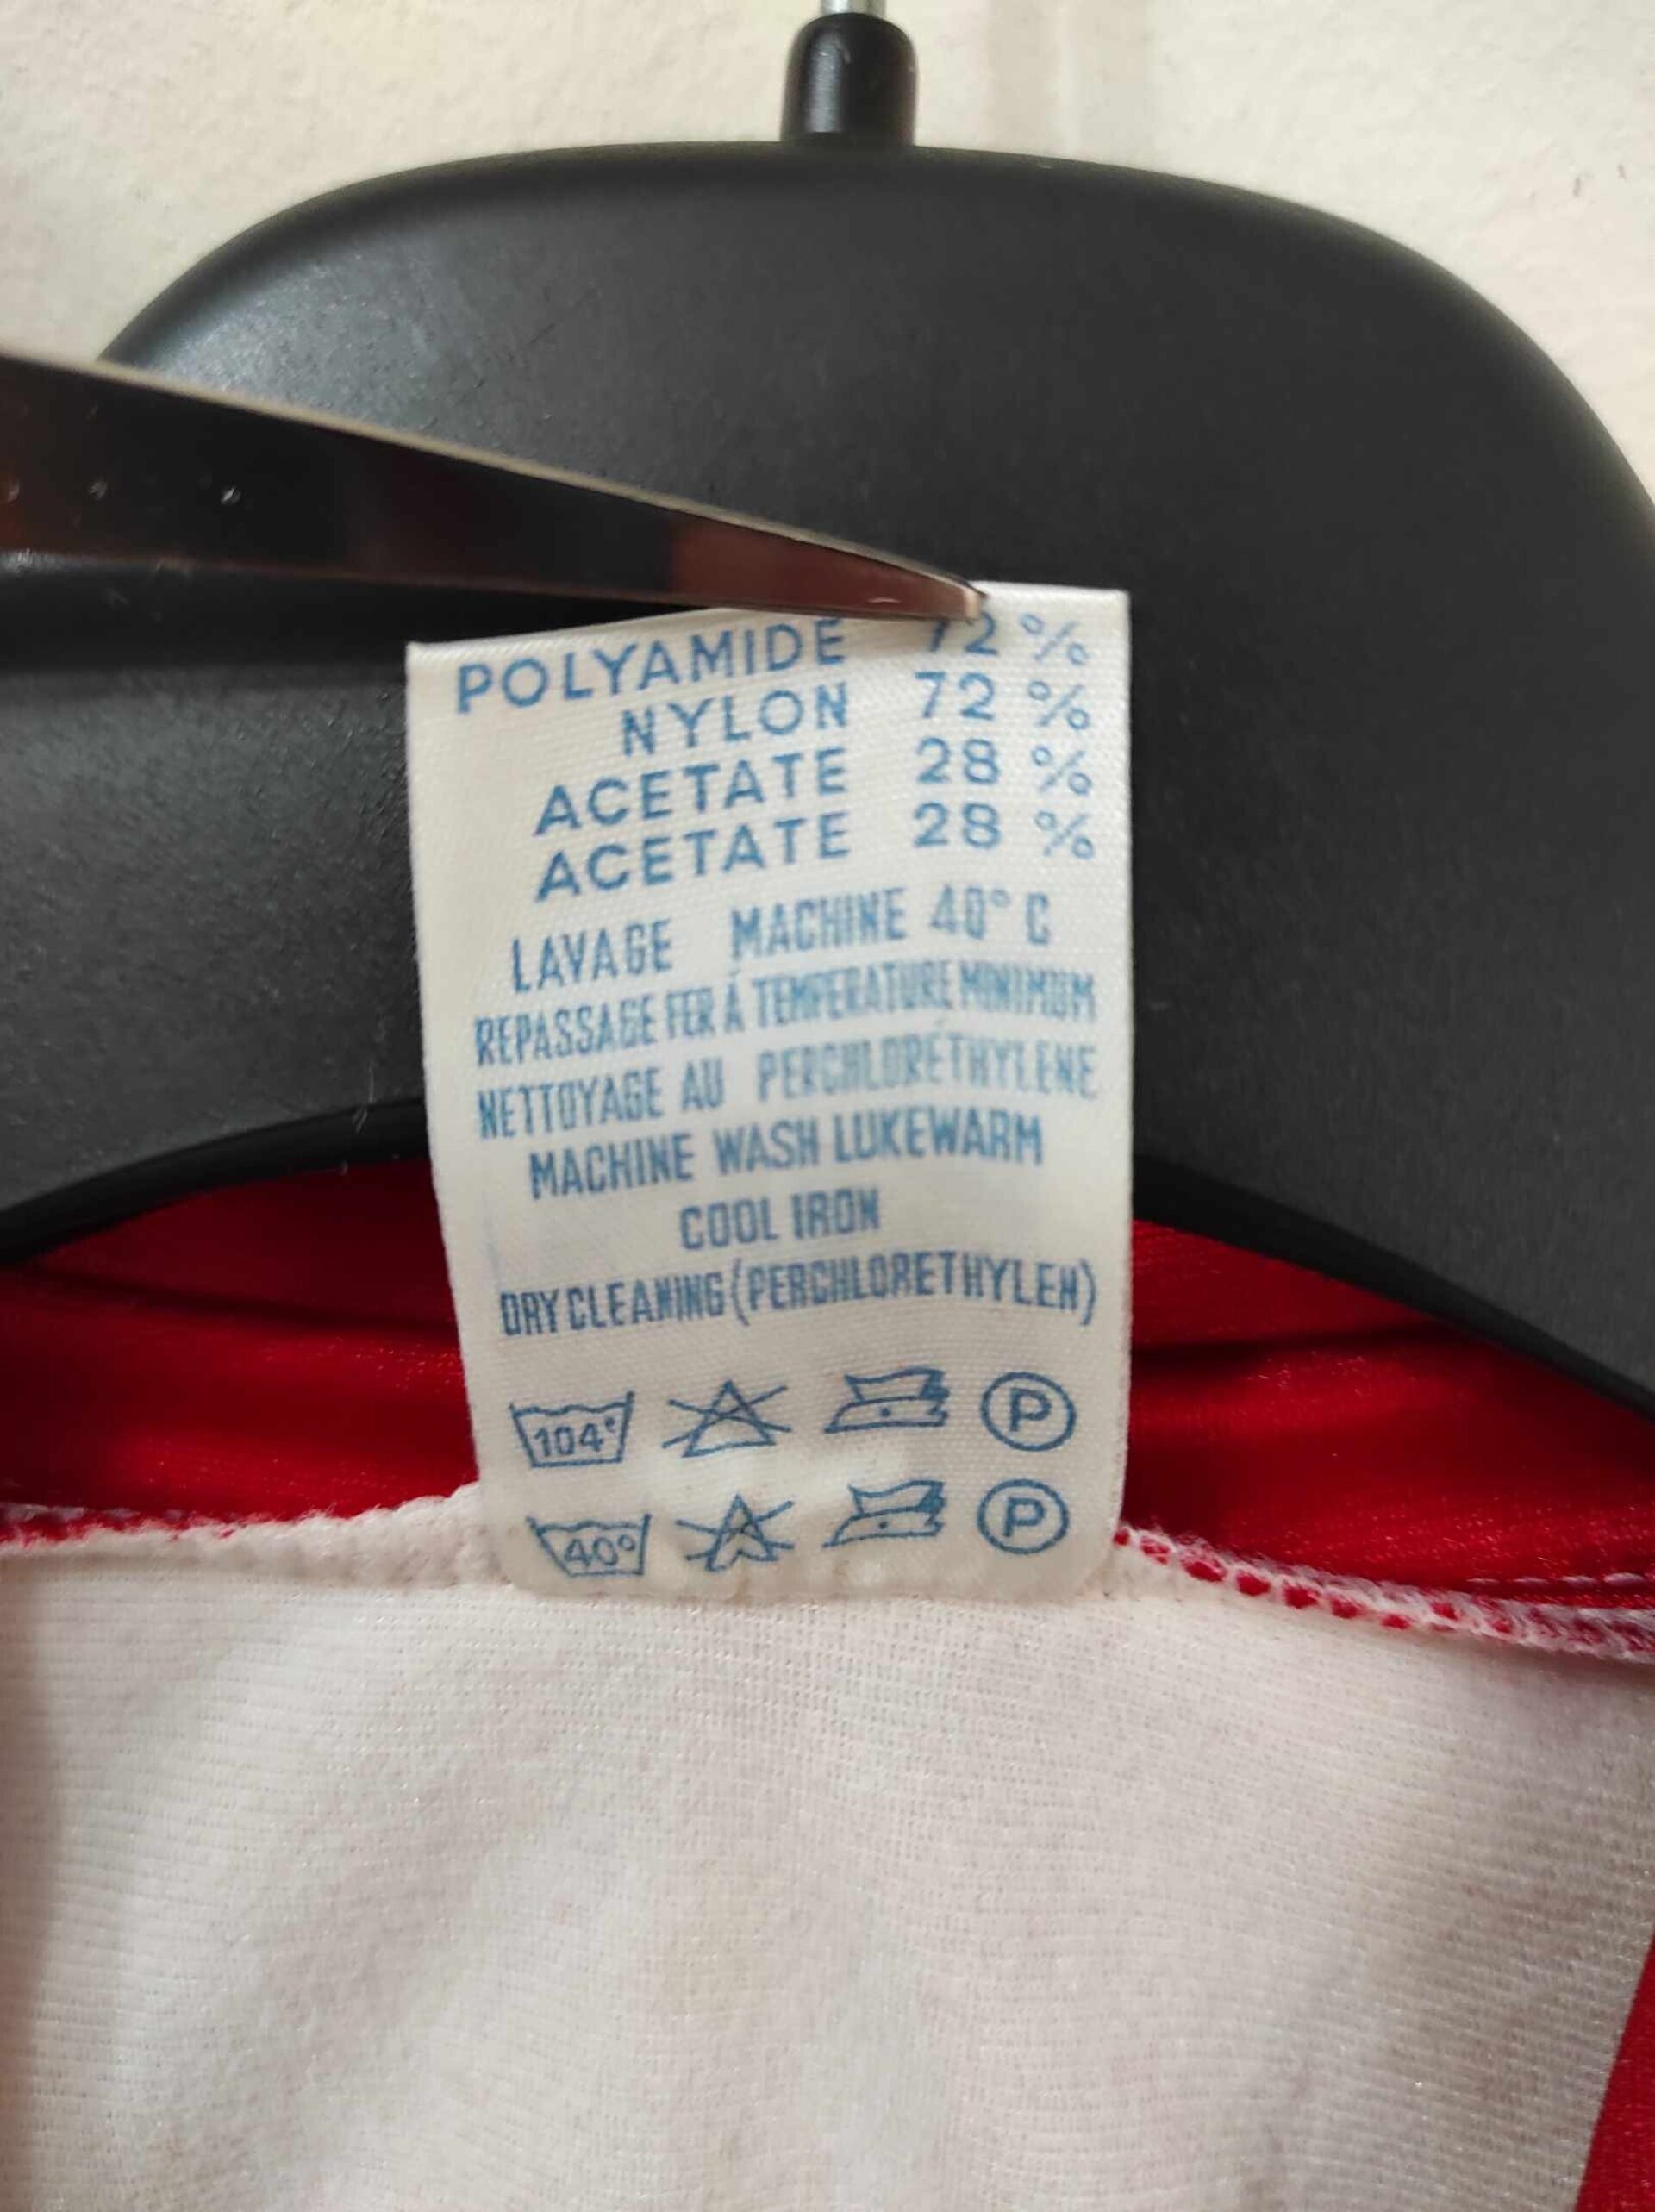 POLYAMIDE 72 %
NYLON 72 %
ACETATE 28 %
ACETATE 28 %
LAVAGE MACHINE 40° C
REPASSAGE FER Á TEMPERATURE MINIMUM
NETTOYAGE AU PERCHLORÉTHYLENE
MACHINE WASH LUKEWARM
COOL IRON
DRY CLEANING (PERCHLORETHYLEN)
104° P
40° P